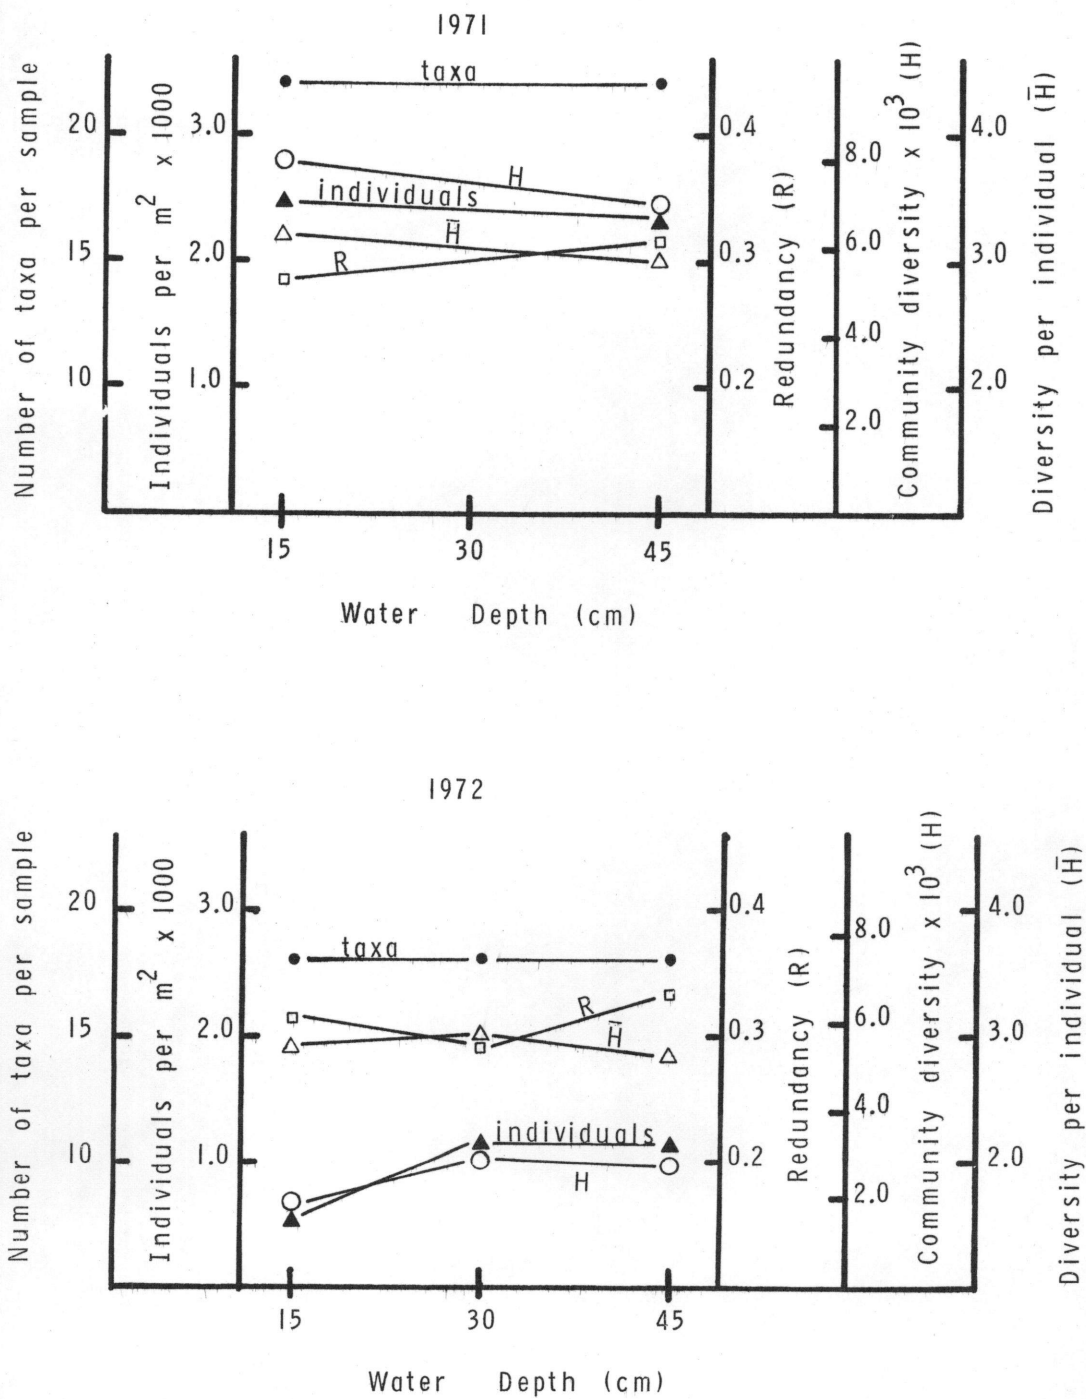 1971
Number of taxa per sample
20
15
10
Individuals per m² x 1000
3.0
2.0
1.0
taxa
H
individuals
H̅
R
0.4
0.3
0.2
Redundancy (R)
8.0
6.0
4.0
2.0
Community diversity x 10³ (H)
4.0
3.0
2.0
Diversity per individual (H̅)
15
30
45
Water Depth (cm)
1972
Number of taxa per sample
20
15
10
Individuals per m² x 1000
3.0
2.0
1.0
taxa
R
H̅
individuals
H
0.4
0.3
0.2
Redundancy (R)
8.0
6.0
4.0
2.0
Community diversity x 10³ (H)
4.0
3.0
2.0
Diversity per individual (H̅)
15
30
45
Water Depth (cm)